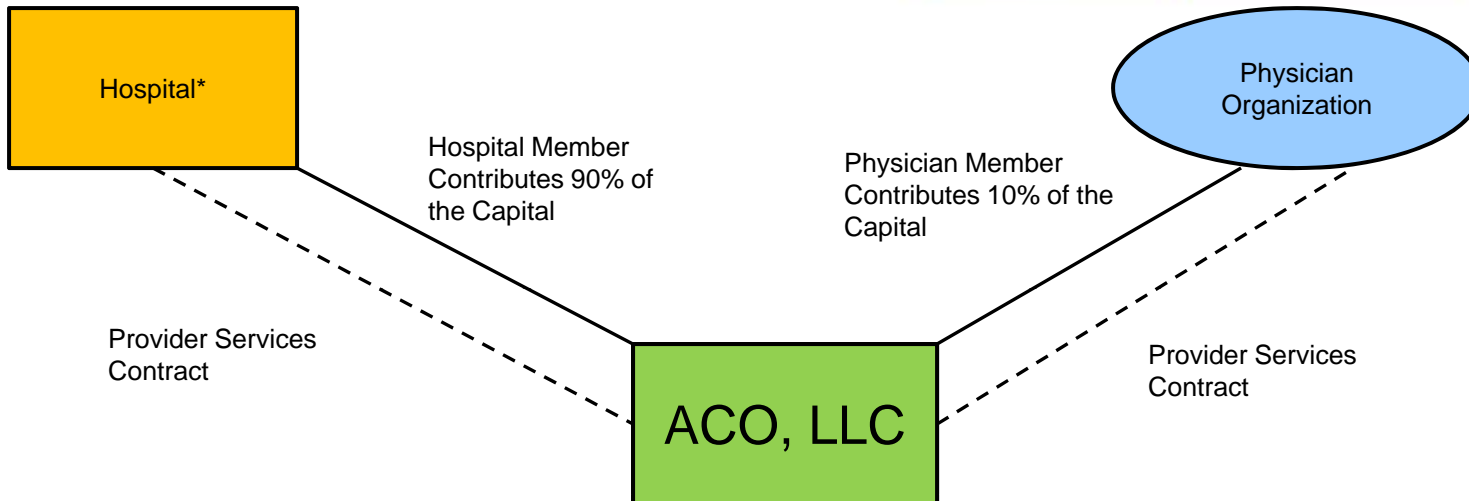 Hospital*
Physician
Organization
Hospital Member
Contributes 90% of
the Capital
Physician Member
Contributes 10% of the
Capital
Provider Services
Contract
Provider Services
Contract
ACO, LLC